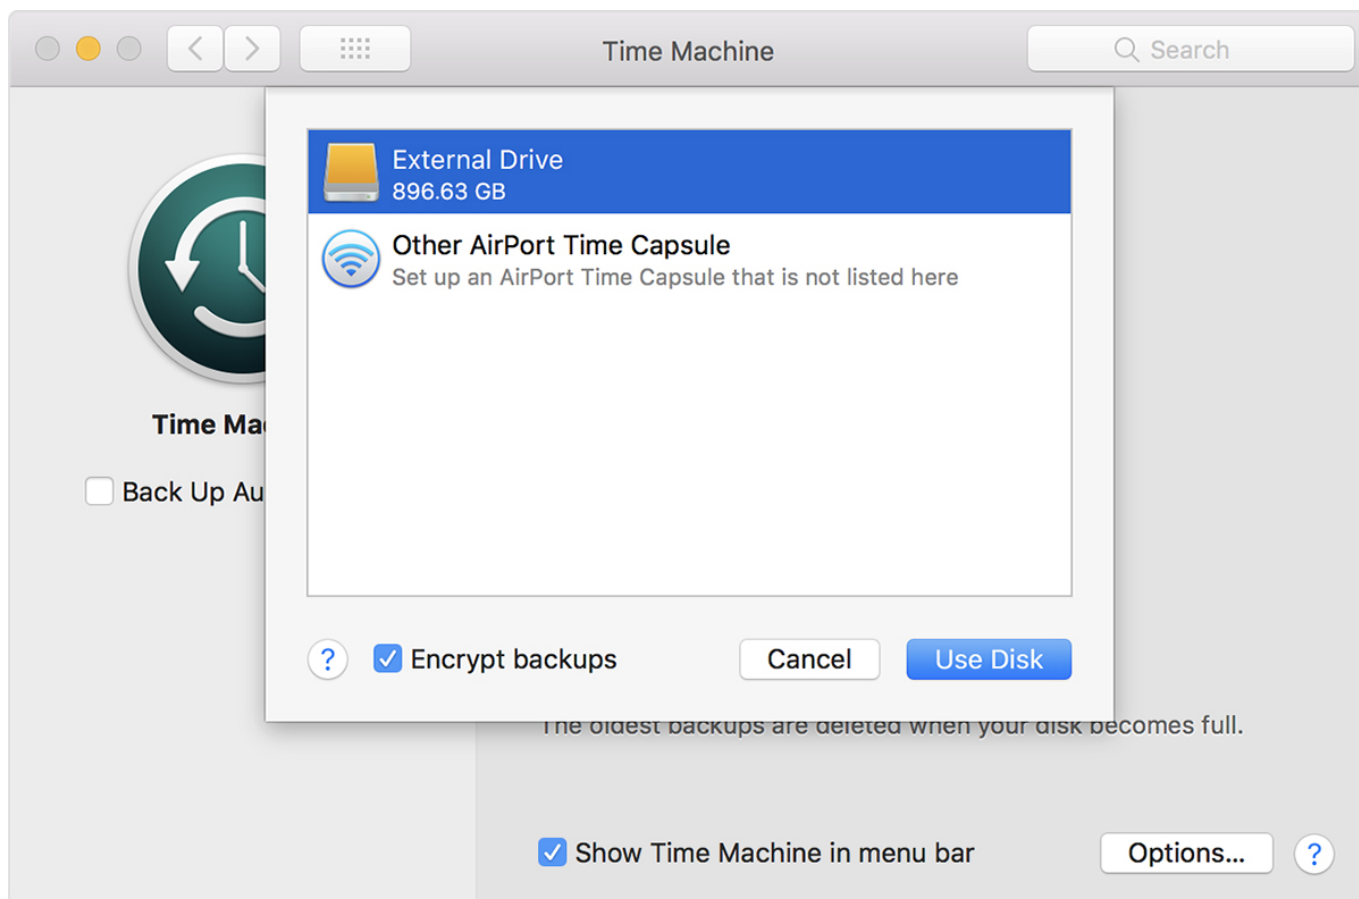 Time Machine
Search
External Drive
896.63 GB
Other AirPort Time Capsule
Set up an AirPort Time Capsule that is not listed here
Time Ma
Back Up Au
?
Encrypt backups
Cancel
Use Disk
The oldest backups are deleted when your disk becomes full.
Show Time Machine in menu bar
Options...
?